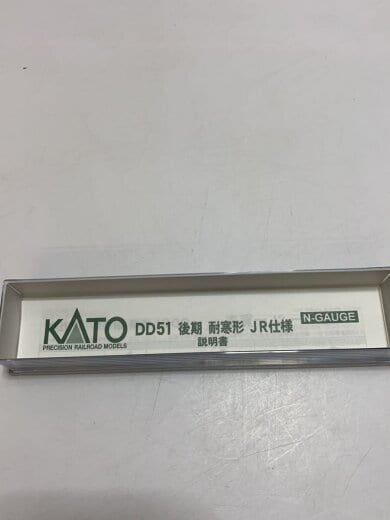 KATO DD51 後期 耐寒形 JR仕様 N-GAUGE
PRECISION RAILROAD MODELS 説明書